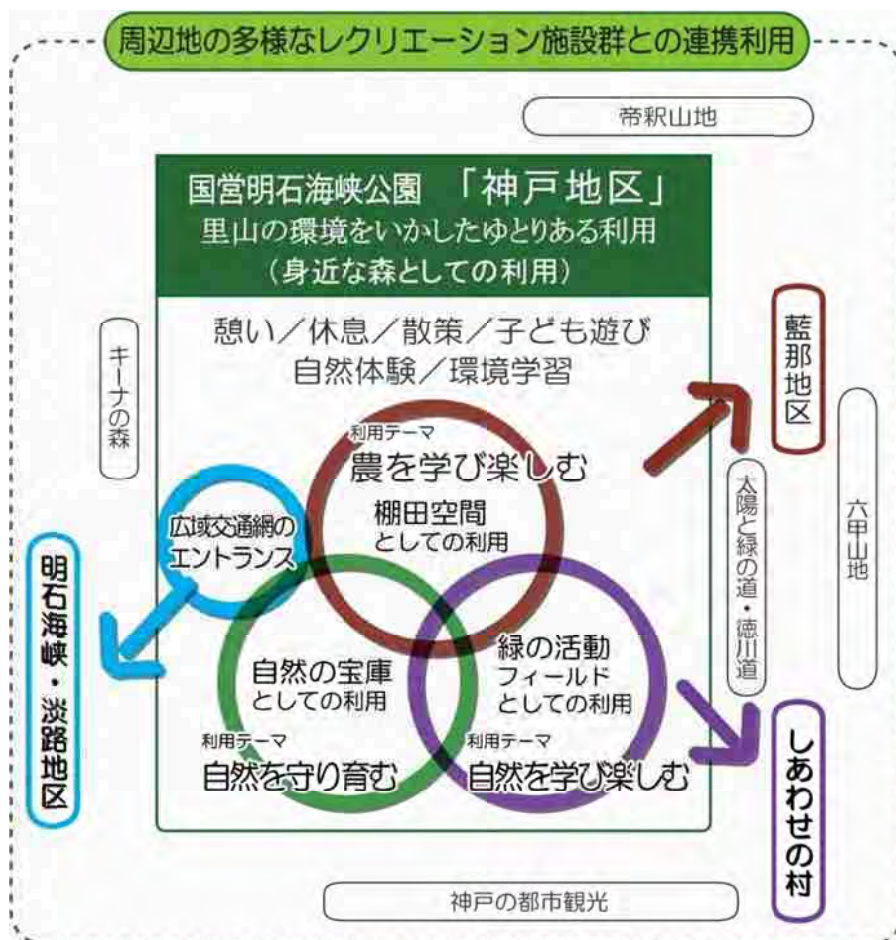 周辺地の多様なレクリエーション施設群との連携利用
帝釈山地
国営明石海峡公園 「神戸地区」
里山の環境をいかしたゆとりある利用
（身近な森としての利用）
憩い／休息／散策／子ども遊び
自然体験／環境学習
キーナの森
藍那地区
利用テーマ
農を学び楽しむ
棚田空間
としての利用
広域交通網の
エントランス
太陽と緑の道・徳川道
六甲山地
明石海峡・淡路地区
自然の宝庫
としての利用
利用テーマ
自然を守り育む
緑の活動
フィールド
としての利用
利用テーマ
自然を学び楽しむ
しあわせの村
神戸の都市観光